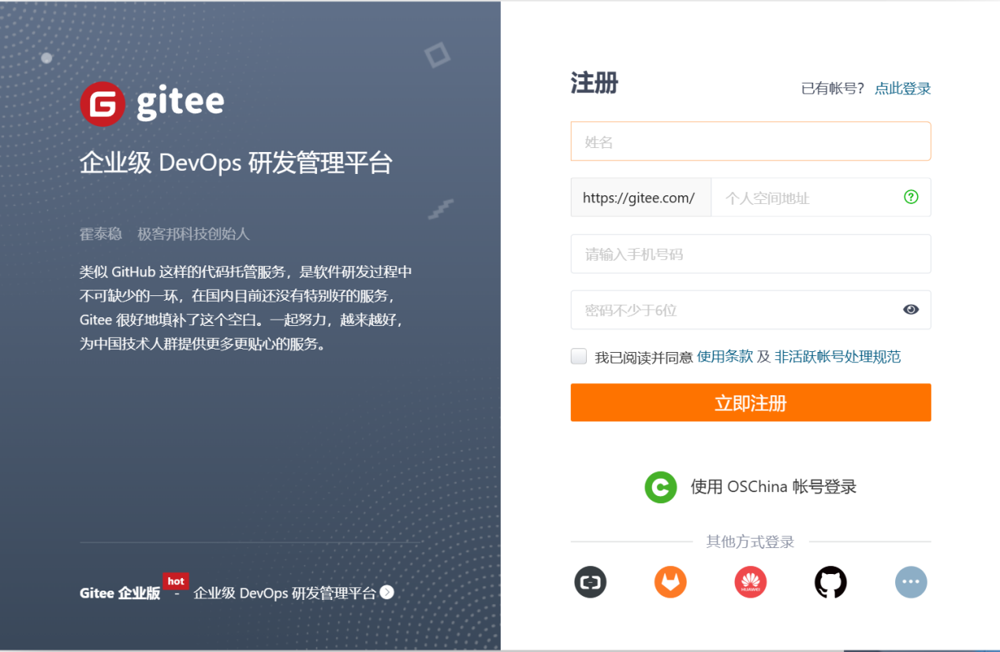 gitee
企业级 DevOps 研发管理平台
霍泰稳 极客邦科技创始人
类似 GitHub 这样的代码托管服务，是软件研发过程中
不可缺少的一环，在国内目前还没有特别好的服务，
Gitee 很好地填补了这个空白。一起努力，越来越好，
为中国技术人群提供更多更贴心的服务。
Gitee 企业版 hot - 企业级 DevOps 研发管理平台
注册
已有帐号？ 点此登录
姓名
https://gitee.com/ 个人空间地址
请输入手机号码
密码不少于6位
我已阅读并同意 使用条款 及 非活跃帐号处理规范
立即注册
使用 OSChina 帐号登录
其他方式登录
HUAWEI